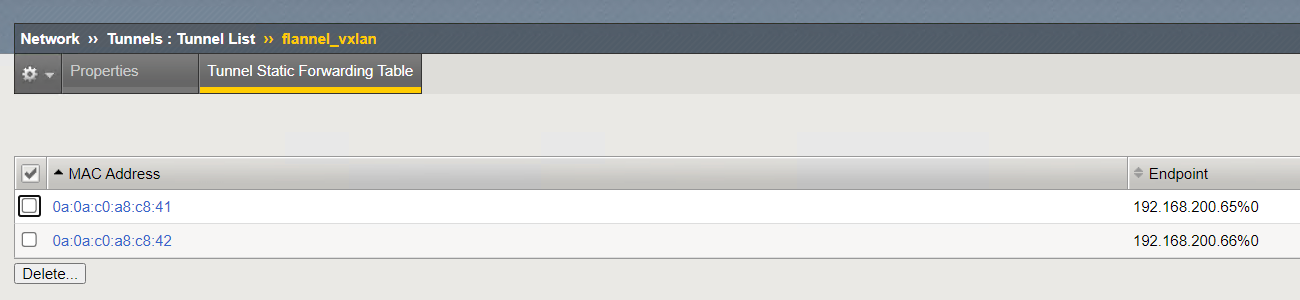 Network ›› Tunnels : Tunnel List ›› flannel_vxlan
Properties Tunnel Static Forwarding Table
MAC Address Endpoint
0a:0a:c0:a8:c8:41 192.168.200.65%0
0a:0a:c0:a8:c8:42 192.168.200.66%0
Delete...